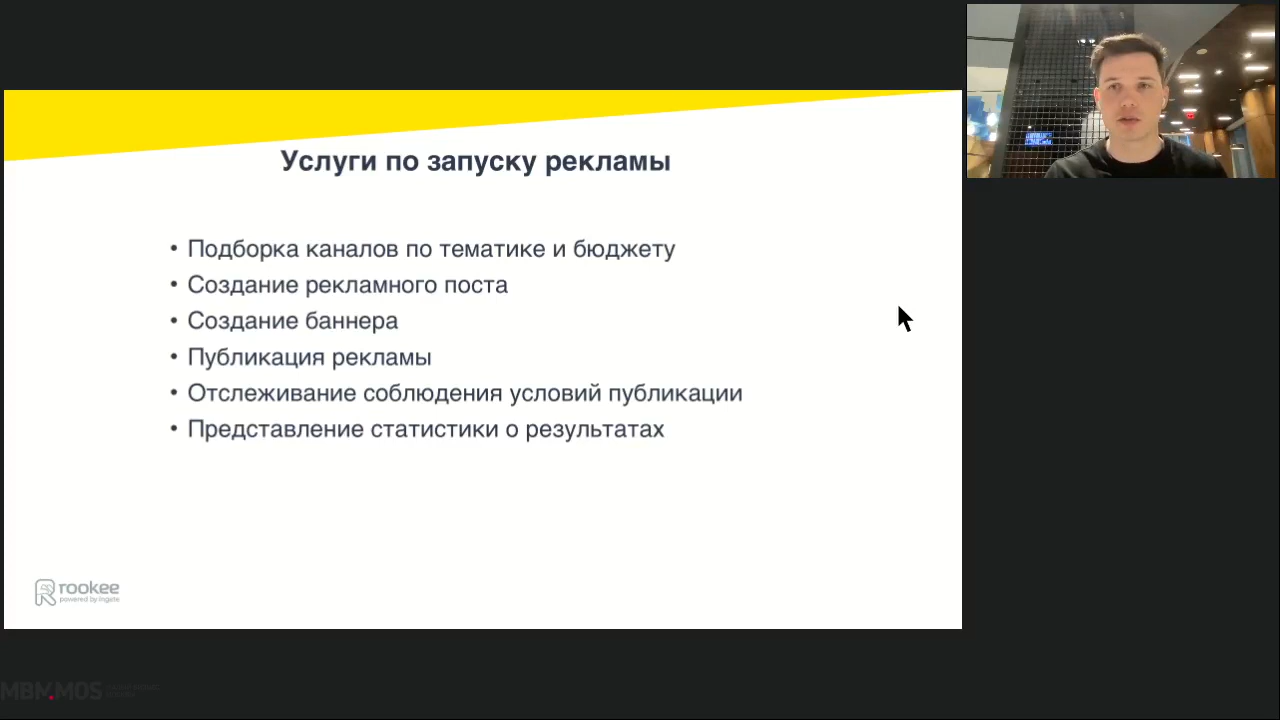 Услуги по запуску рекламы
• Подборка каналов по тематике и бюджету
• Создание рекламного поста
• Создание баннера
• Публикация рекламы
• Отслеживание соблюдения условий публикации
• Представление статистики о результатах
rookee
powered by Ingate
MBM.MOS